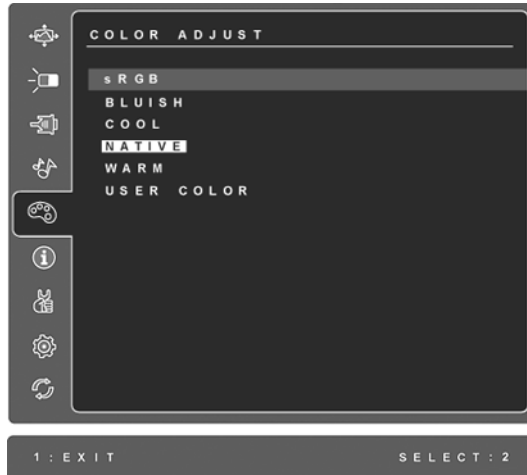 COLOR ADJUST
sRGB
BLUISH
COOL
NATIVE
WARM
USER COLOR
1:EXIT
SELECT:2